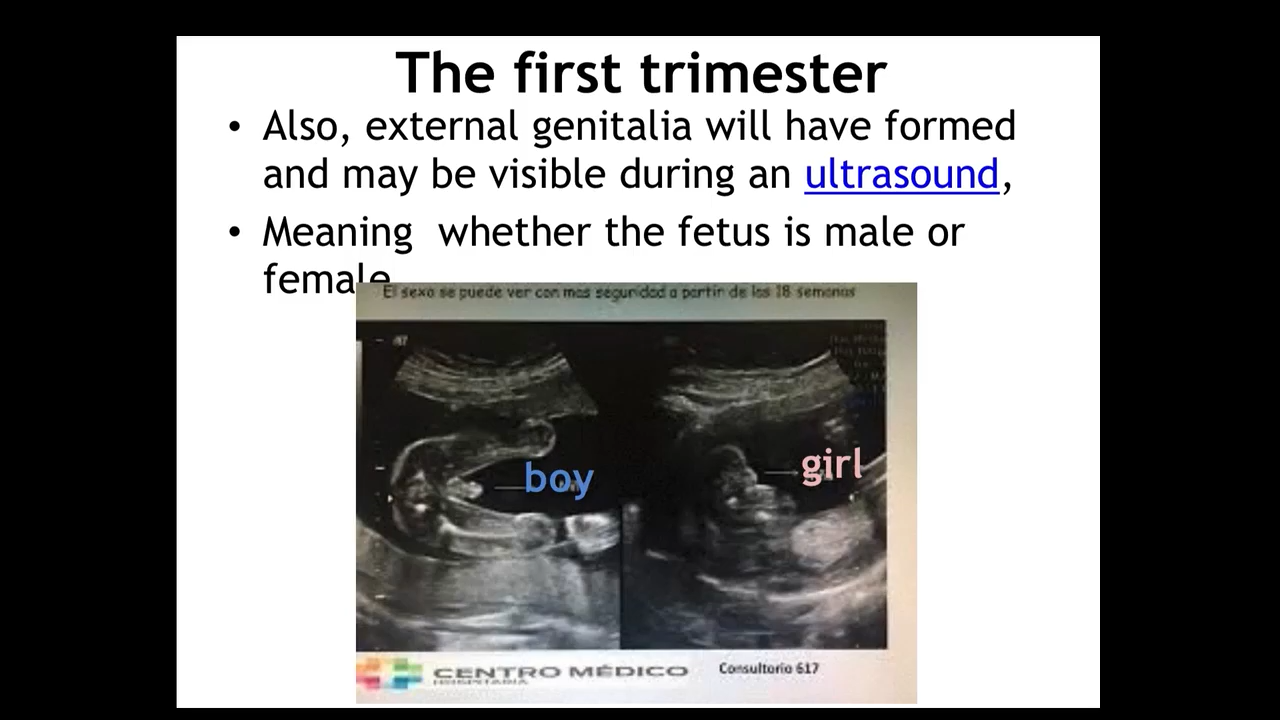 The first trimester
• Also, external genitalia will have formed
and may be visible during an ultrasound,
• Meaning whether the fetus is male or
female
El sexo se puede ver con mas seguridad a partir de las 18 semanas
boy
girl
CENTRO MÉDICO
Consultorio 617